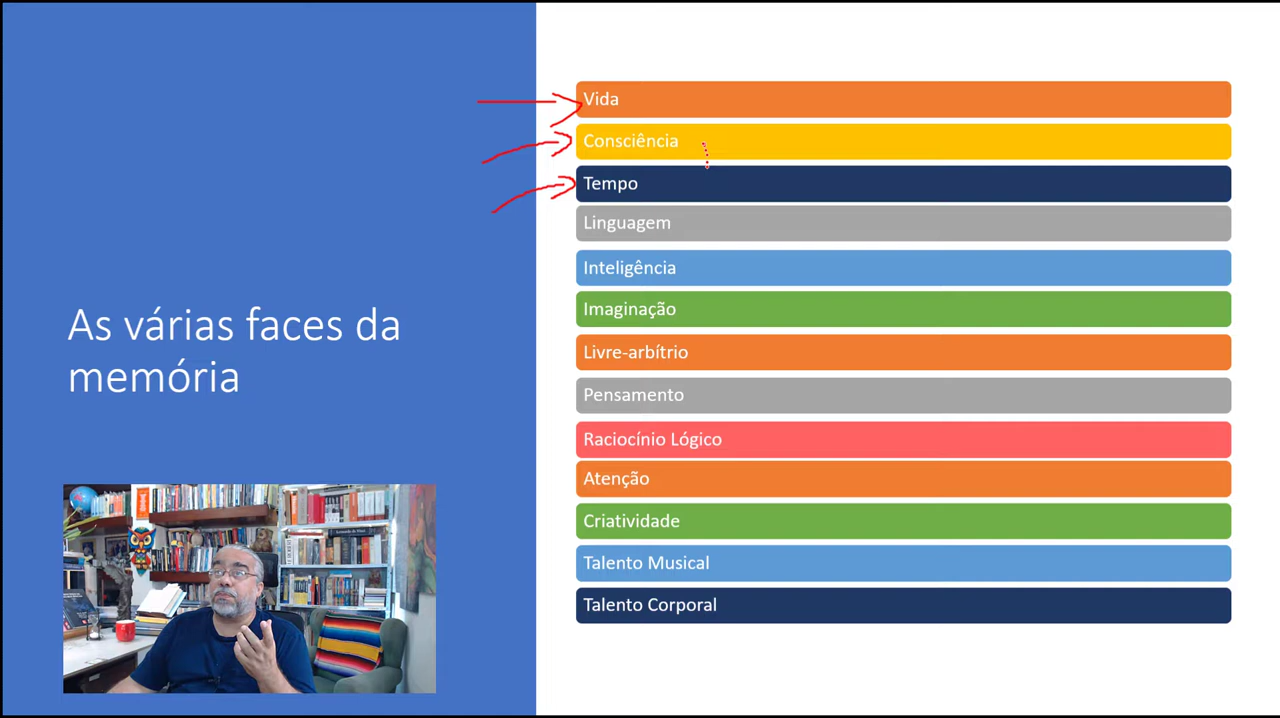 As várias faces da
memória
Vida
Consciência
Tempo
Linguagem
Inteligência
Imaginação
Livre-arbítrio
Pensamento
Raciocínio Lógico
Atenção
Criatividade
Talento Musical
Talento Corporal